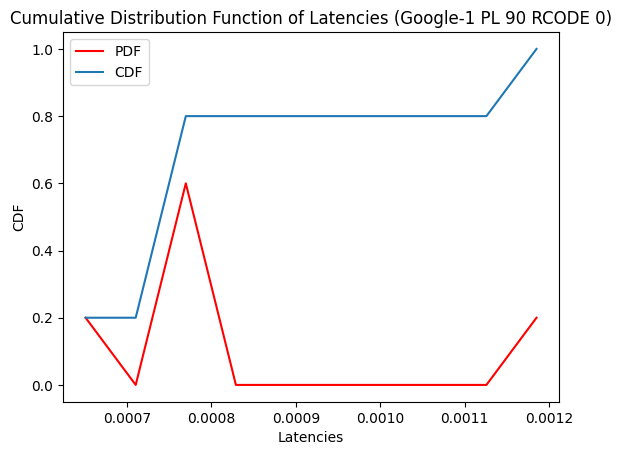 Cumulative Distribution Function of Latencies (Google-1 PL 90 RCODE 0)
PDF
CDF
1.0
0.8
0.6
0.4
0.2
0.0
CDF
0.0007 0.0008 0.0009 0.0010 0.0011 0.0012
Latencies